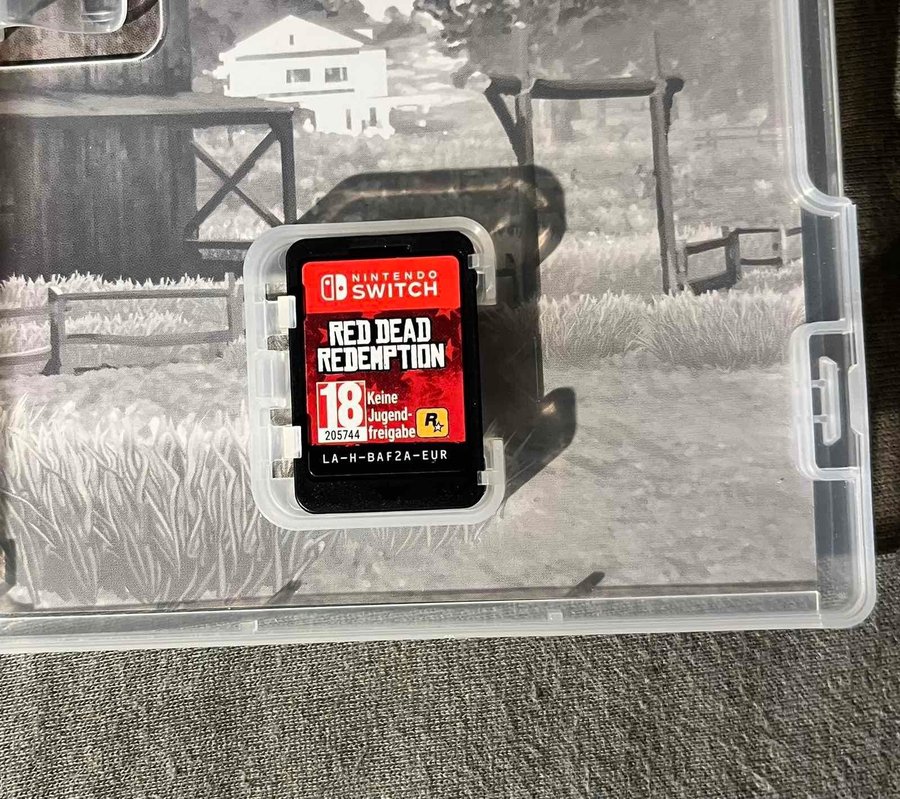 NINTENDO
SWITCH
RED DEAD
REDEMPTION
18
Keine
Jugend-
freigabe
205744
R
LA-H-BAF2A-EUR